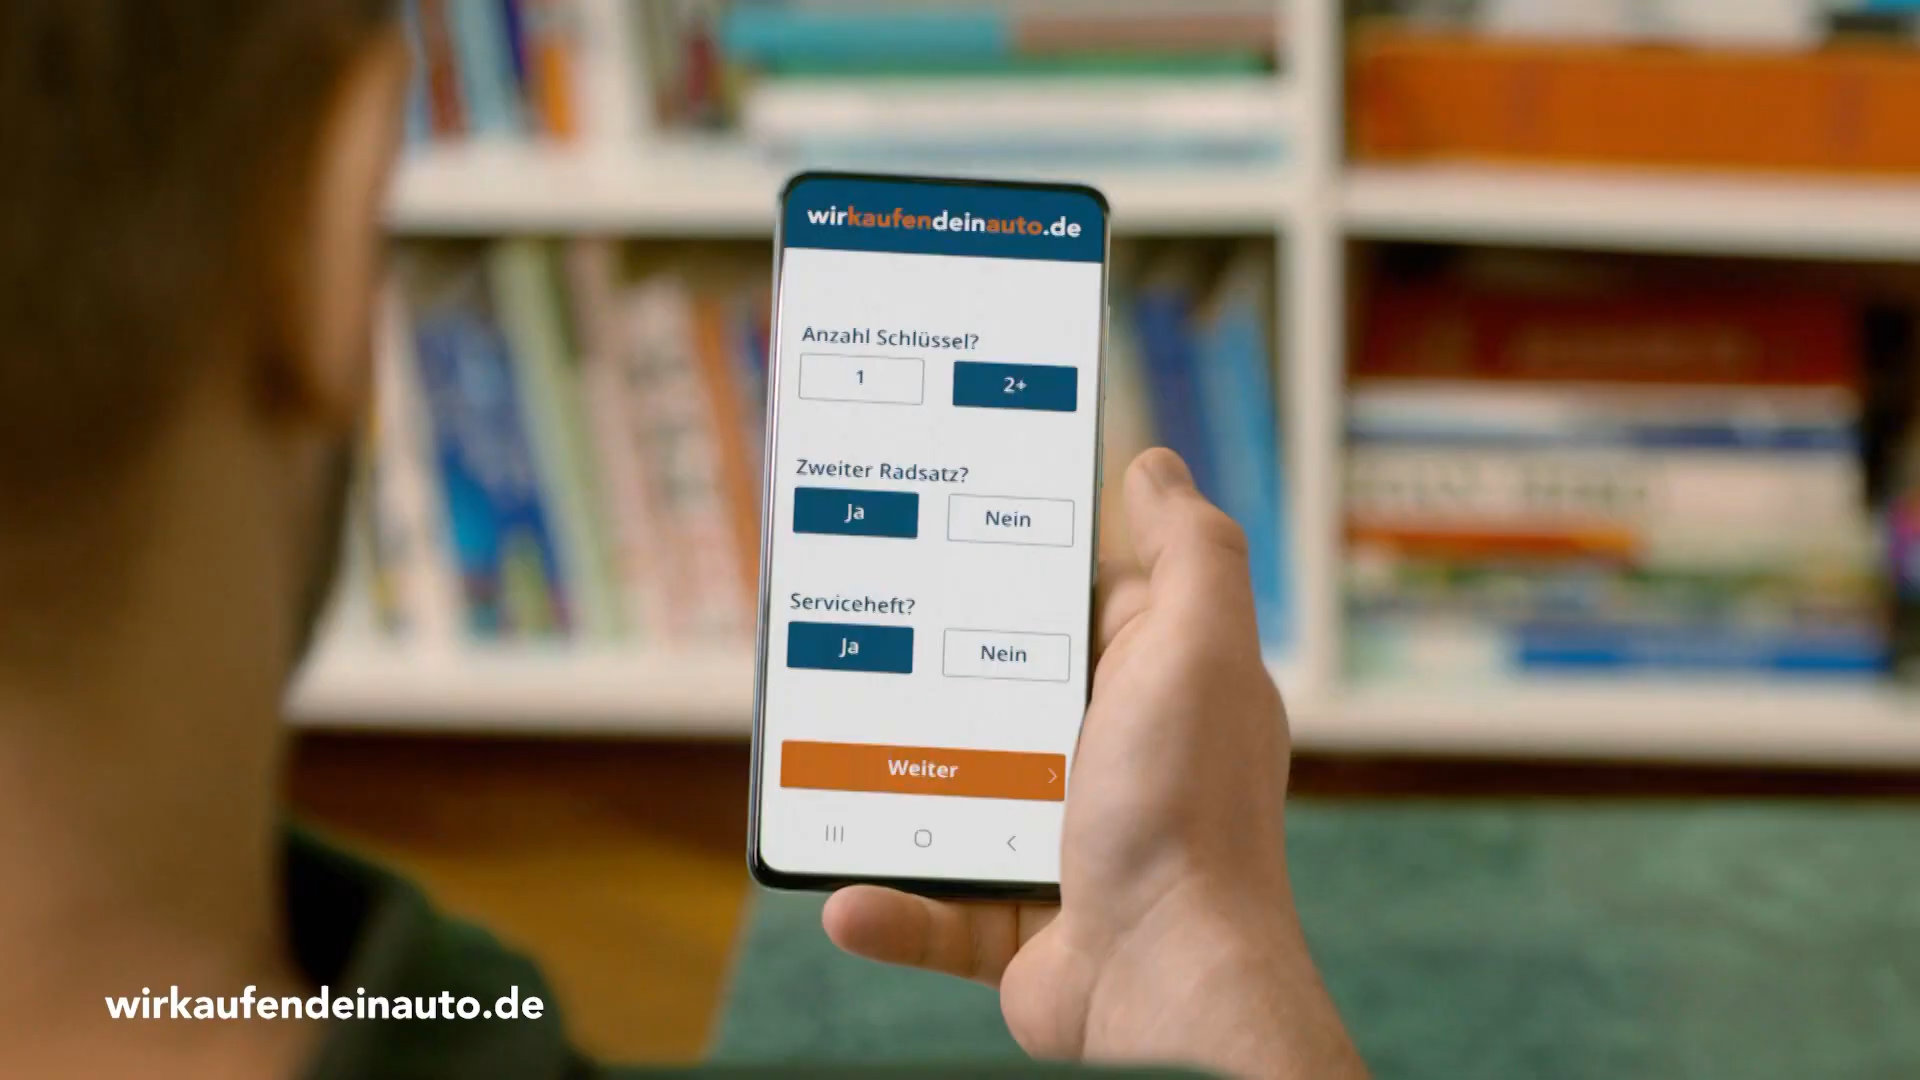 wirkaufendeinauto.de
Anzahl Schlüssel?
1 2+
Zweiter Radsatz?
Ja Nein
Serviceheft?
Ja Nein
Weiter
wirkaufendeinauto.de